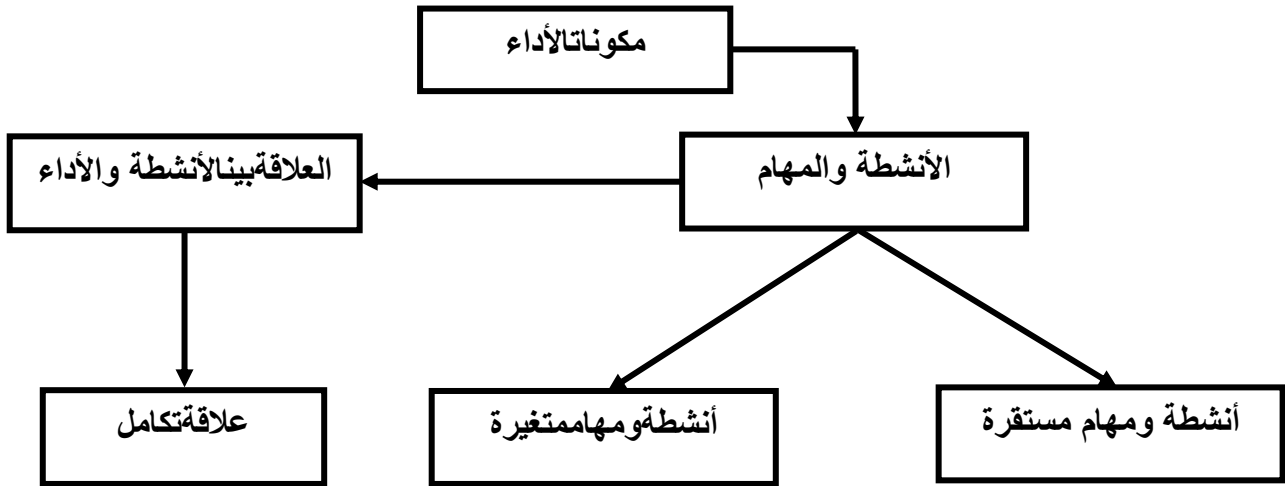 مكوناتالأداء
الأنشطة والمهام
العلاقةبينالأنشطة والأداء
أنشطة ومهام مستقرة
أنشطةومهاممتغيرة
علاقةتكامل